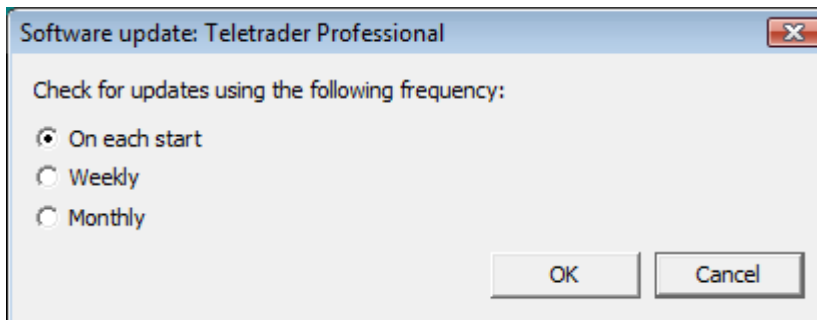 Software update: Teletrader Professional
Check for updates using the following frequency:
On each start
Weekly
Monthly
OK Cancel